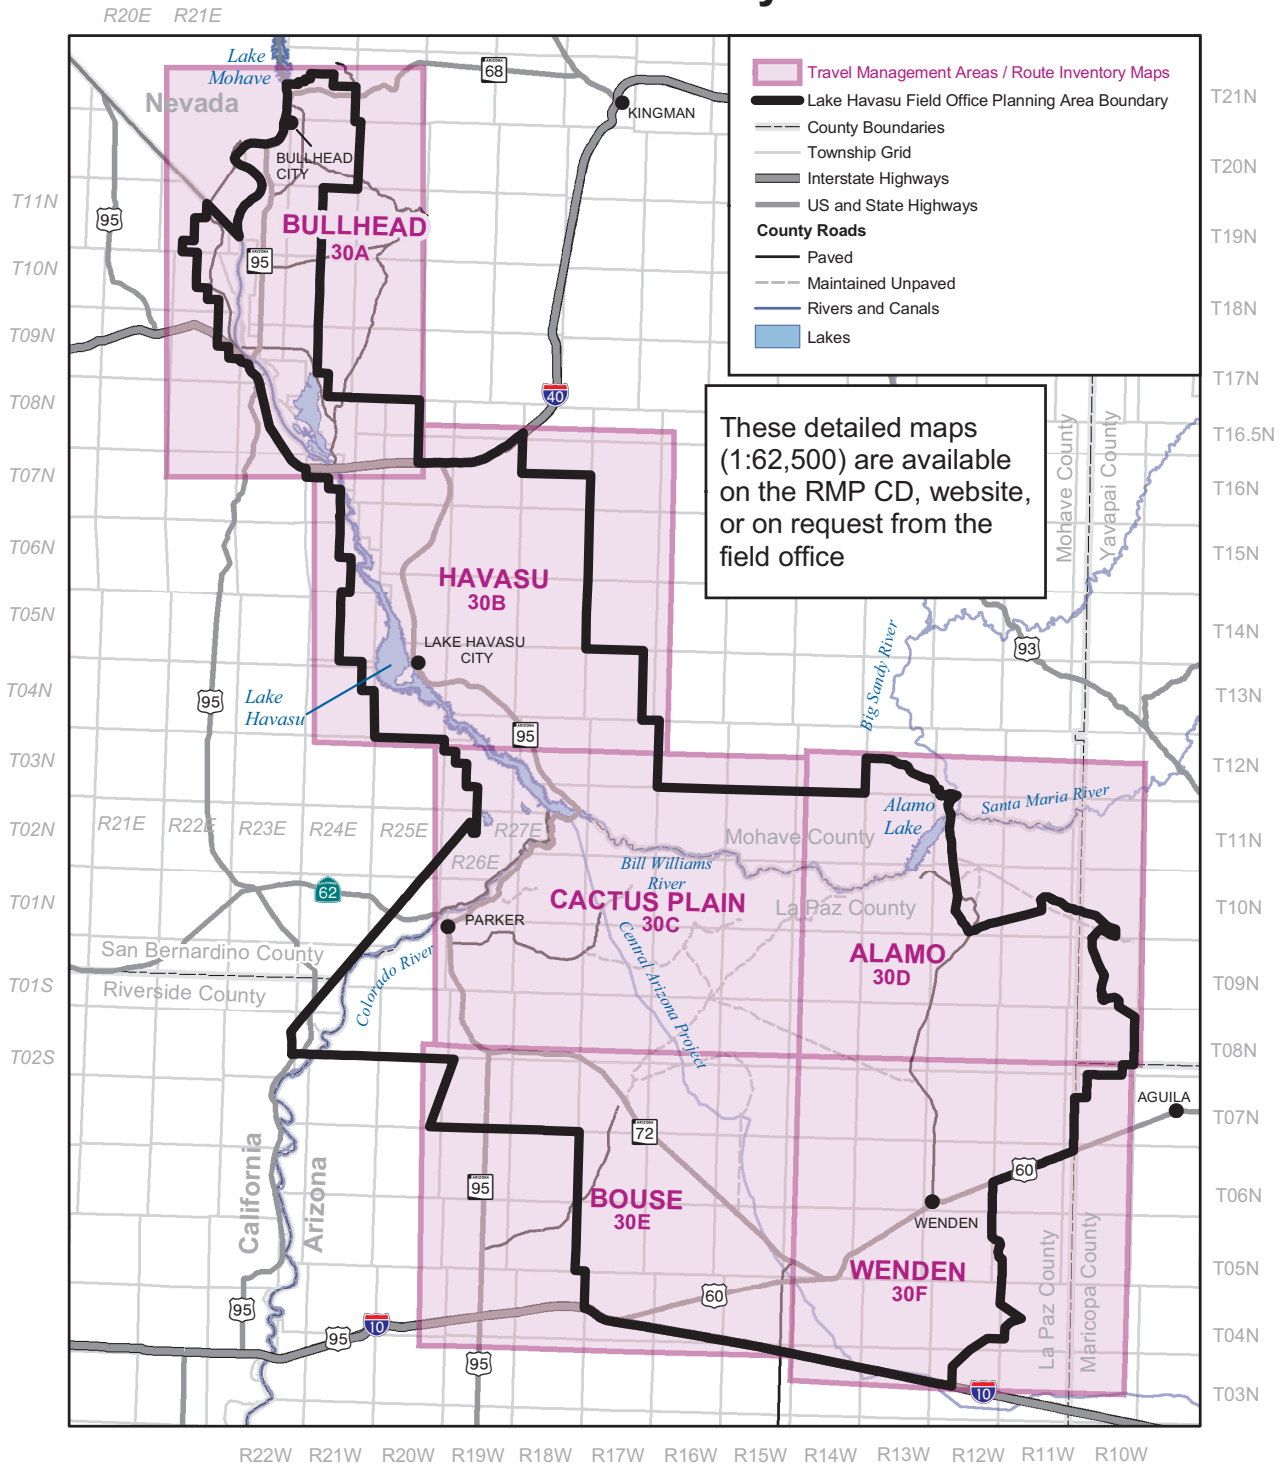 R20E R21E
Lake
Mohave
Nevada
ARIZONA
68
KINGMAN
BULLHEAD
CITY
95
BULLHEAD
30A
ARIZONA
95
40
Travel Management Areas / Route Inventory Maps
Lake Havasu Field Office Planning Area Boundary
County Boundaries
Township Grid
Interstate Highways
US and State Highways
County Roads
Paved
Maintained Unpaved
Rivers and Canals
Lakes
These detailed maps
(1:62,500) are available
on the RMP CD, website,
or on request from the
field office
Mohave County
Yavapai County
T11N
T10N
T09N
T08N
T07N
T06N
T05N
T04N
T03N
T02N
T01N
T01S
T02S
T21N
T20N
T19N
T18N
T17N
T16.5N
T16N
T15N
T14N
T13N
T12N
T11N
T10N
T09N
T08N
T07N
T06N
T05N
T04N
T03N
HAVASU
30B
LAKE HAVASU
CITY
Lake
Havasu
95
ARIZONA
95
Big Sandy River
93
Alamo
Lake
Santa Maria River
R21E R22E R23E R24E R25E R27E
R26E
Mohave County
Bill Williams
River
La Paz County
62
CACTUS PLAIN
30C
PARKER
ALAMO
30D
San Bernardino County
Riverside County
Colorado River
Central Arizona Project
AGUILA
ARIZONA
72
ARIZONA
95
60
California
Arizona
BOUSE
30E
WENDEN
WENDEN
30F
La Paz County
Maricopa County
60
95
10
95
95
10
R22W R21W R20W R19W R18W R17W R16W R15W R14W R13W R12W R11W R10W